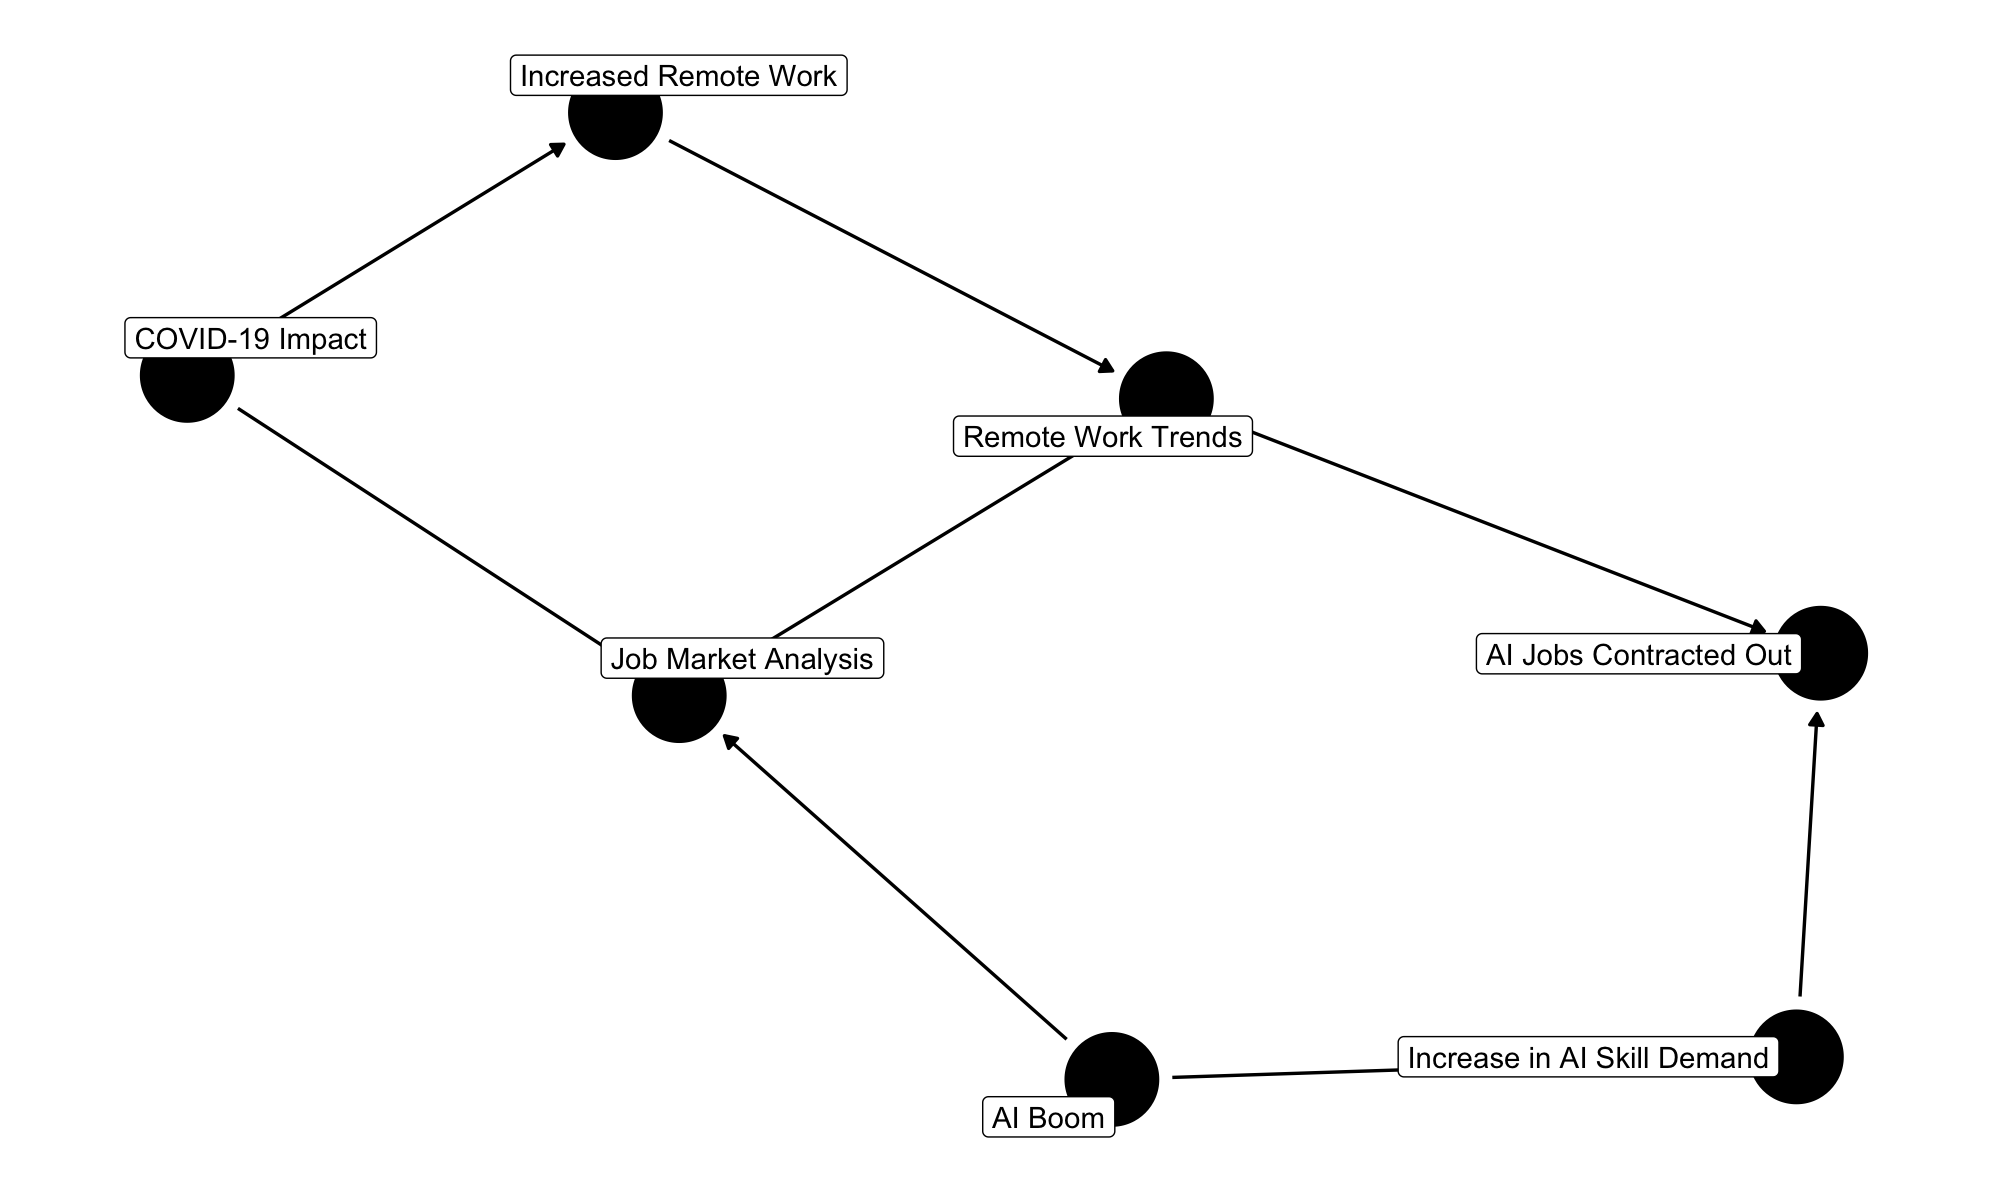 Increased Remote Work
COVID-19 Impact
Remote Work Trends
Job Market Analysis
AI Jobs Contracted Out
Increase in AI Skill Demand
AI Boom